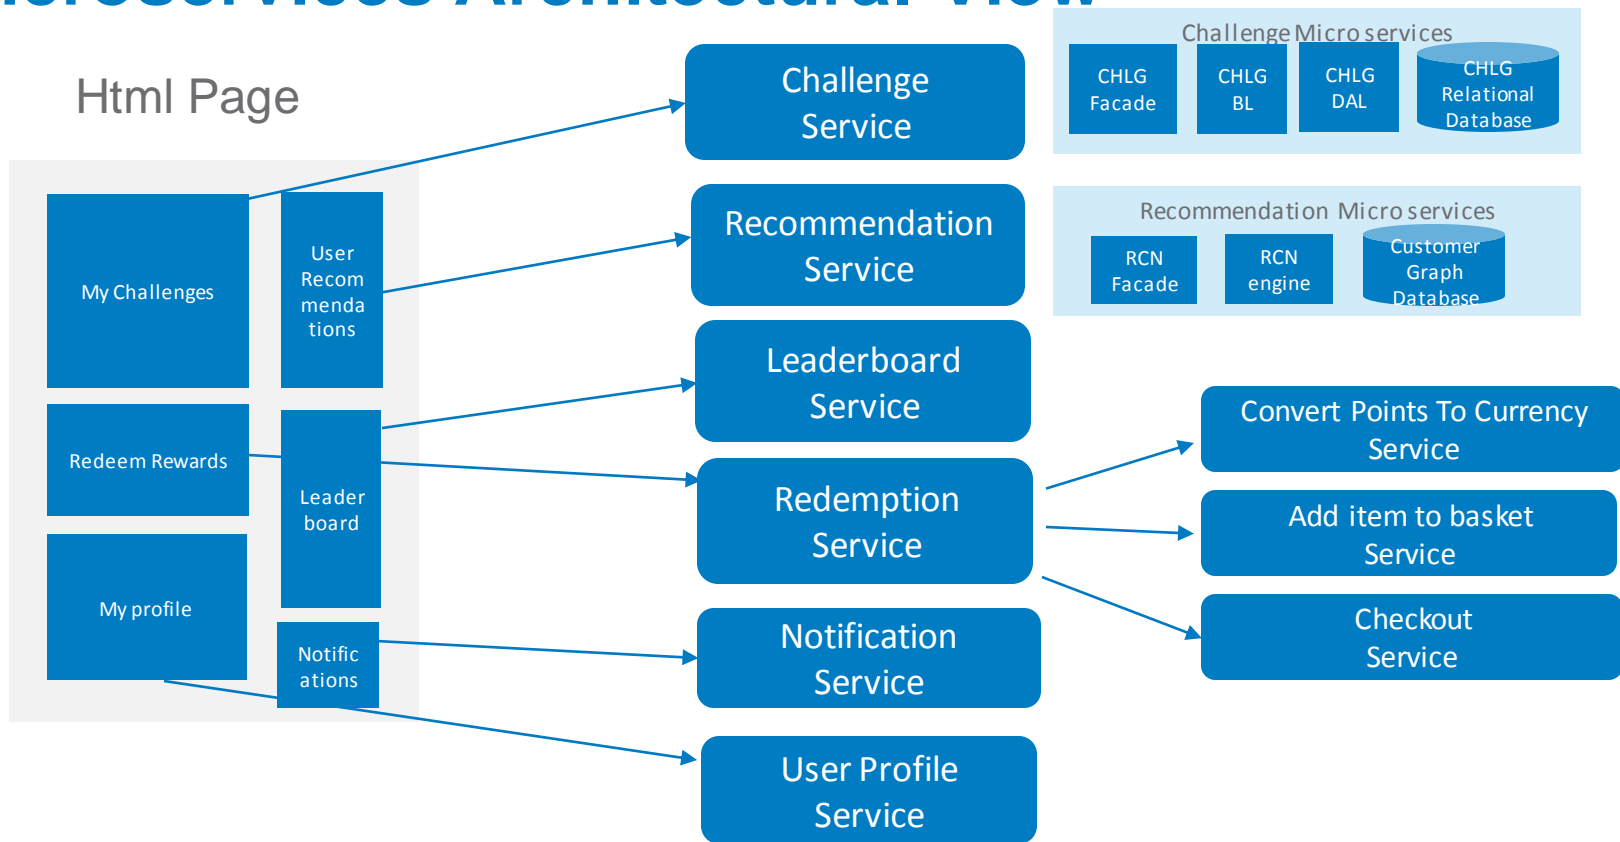 Microservices Architectural View
Html Page
My Challenges
User
Recom
menda
tions
Redeem Rewards
Leader
board
My profile
Notific
ations
Challenge
Service
Recommendation
Service
Leaderboard
Service
Redemption
Service
Notification
Service
User Profile
Service
Challenge Micro services
CHLG
Facade
CHLG
BL
CHLG
DAL
CHLG
Relational
Database
Recommendation Micro services
RCN
Facade
RCN
engine
Customer
Graph
Database
Convert Points To Currency
Service
Add item to basket
Service
Checkout
Service